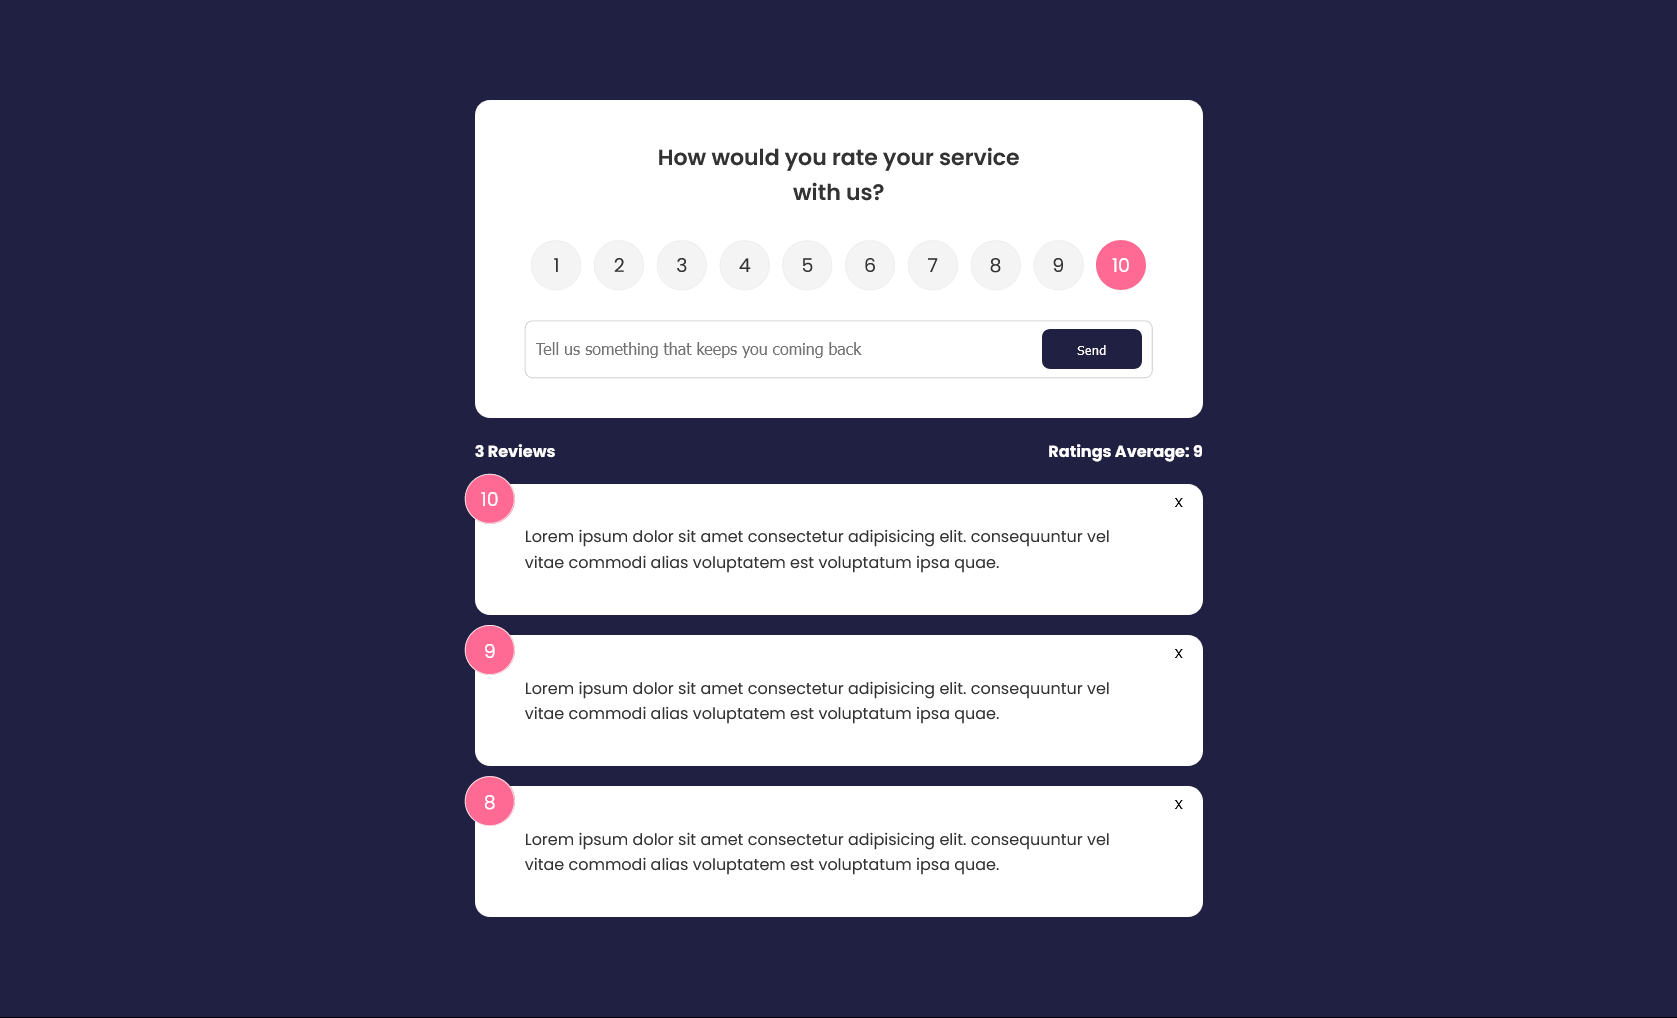 How would you rate your service
with us?
1 2 3 4 5 6 7 8 9 10
Tell us something that keeps you coming back
Send
3 Reviews
Ratings Average: 9
10
X
Lorem ipsum dolor sit amet consectetur adipisicing elit. consequuntur vel
vitae commodi alias voluptatem est voluptatum ipsa quae.
9
X
Lorem ipsum dolor sit amet consectetur adipisicing elit. consequuntur vel
vitae commodi alias voluptatem est voluptatum ipsa quae.
8
X
Lorem ipsum dolor sit amet consectetur adipisicing elit. consequuntur vel
vitae commodi alias voluptatem est voluptatum ipsa quae.